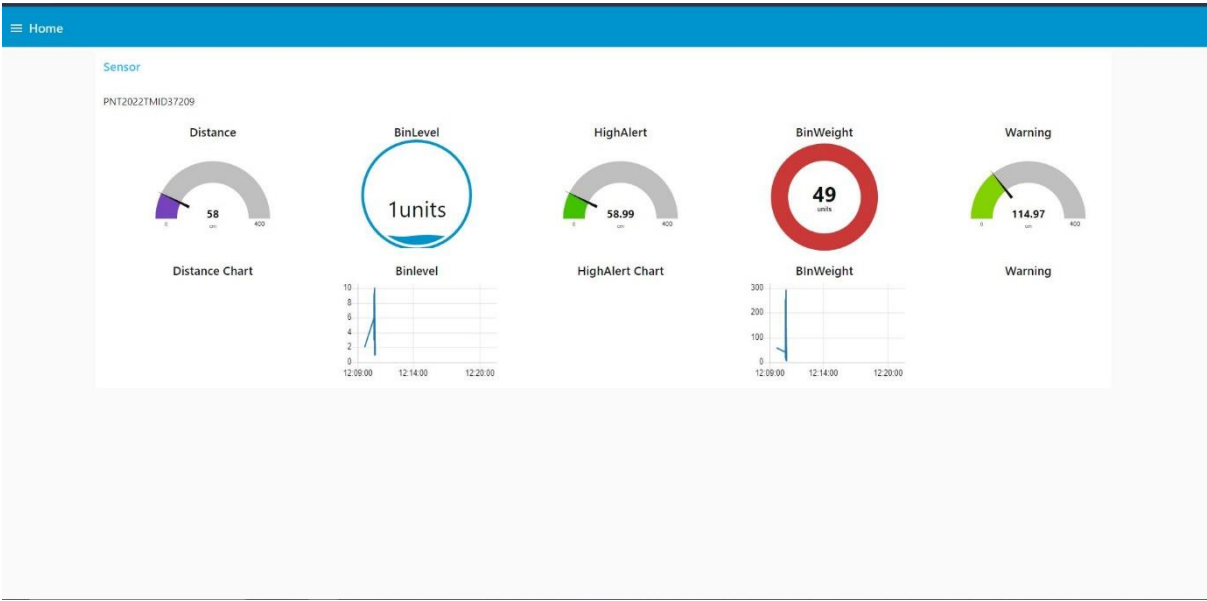 Home
Sensor
PNT2022TMID37209
Distance BinLevel HighAlert BinWeight Warning
58
cm
0 400
1units
58.99
cm
0 400
49
units
114.97
cm
0 400
Distance Chart Binlevel HighAlert Chart BInWeight Warning
10
8
6
4
2
0
12:09:00 12:14:00 12:20:00
300
200
100
0
12:09:00 12:14:00 12:20:00